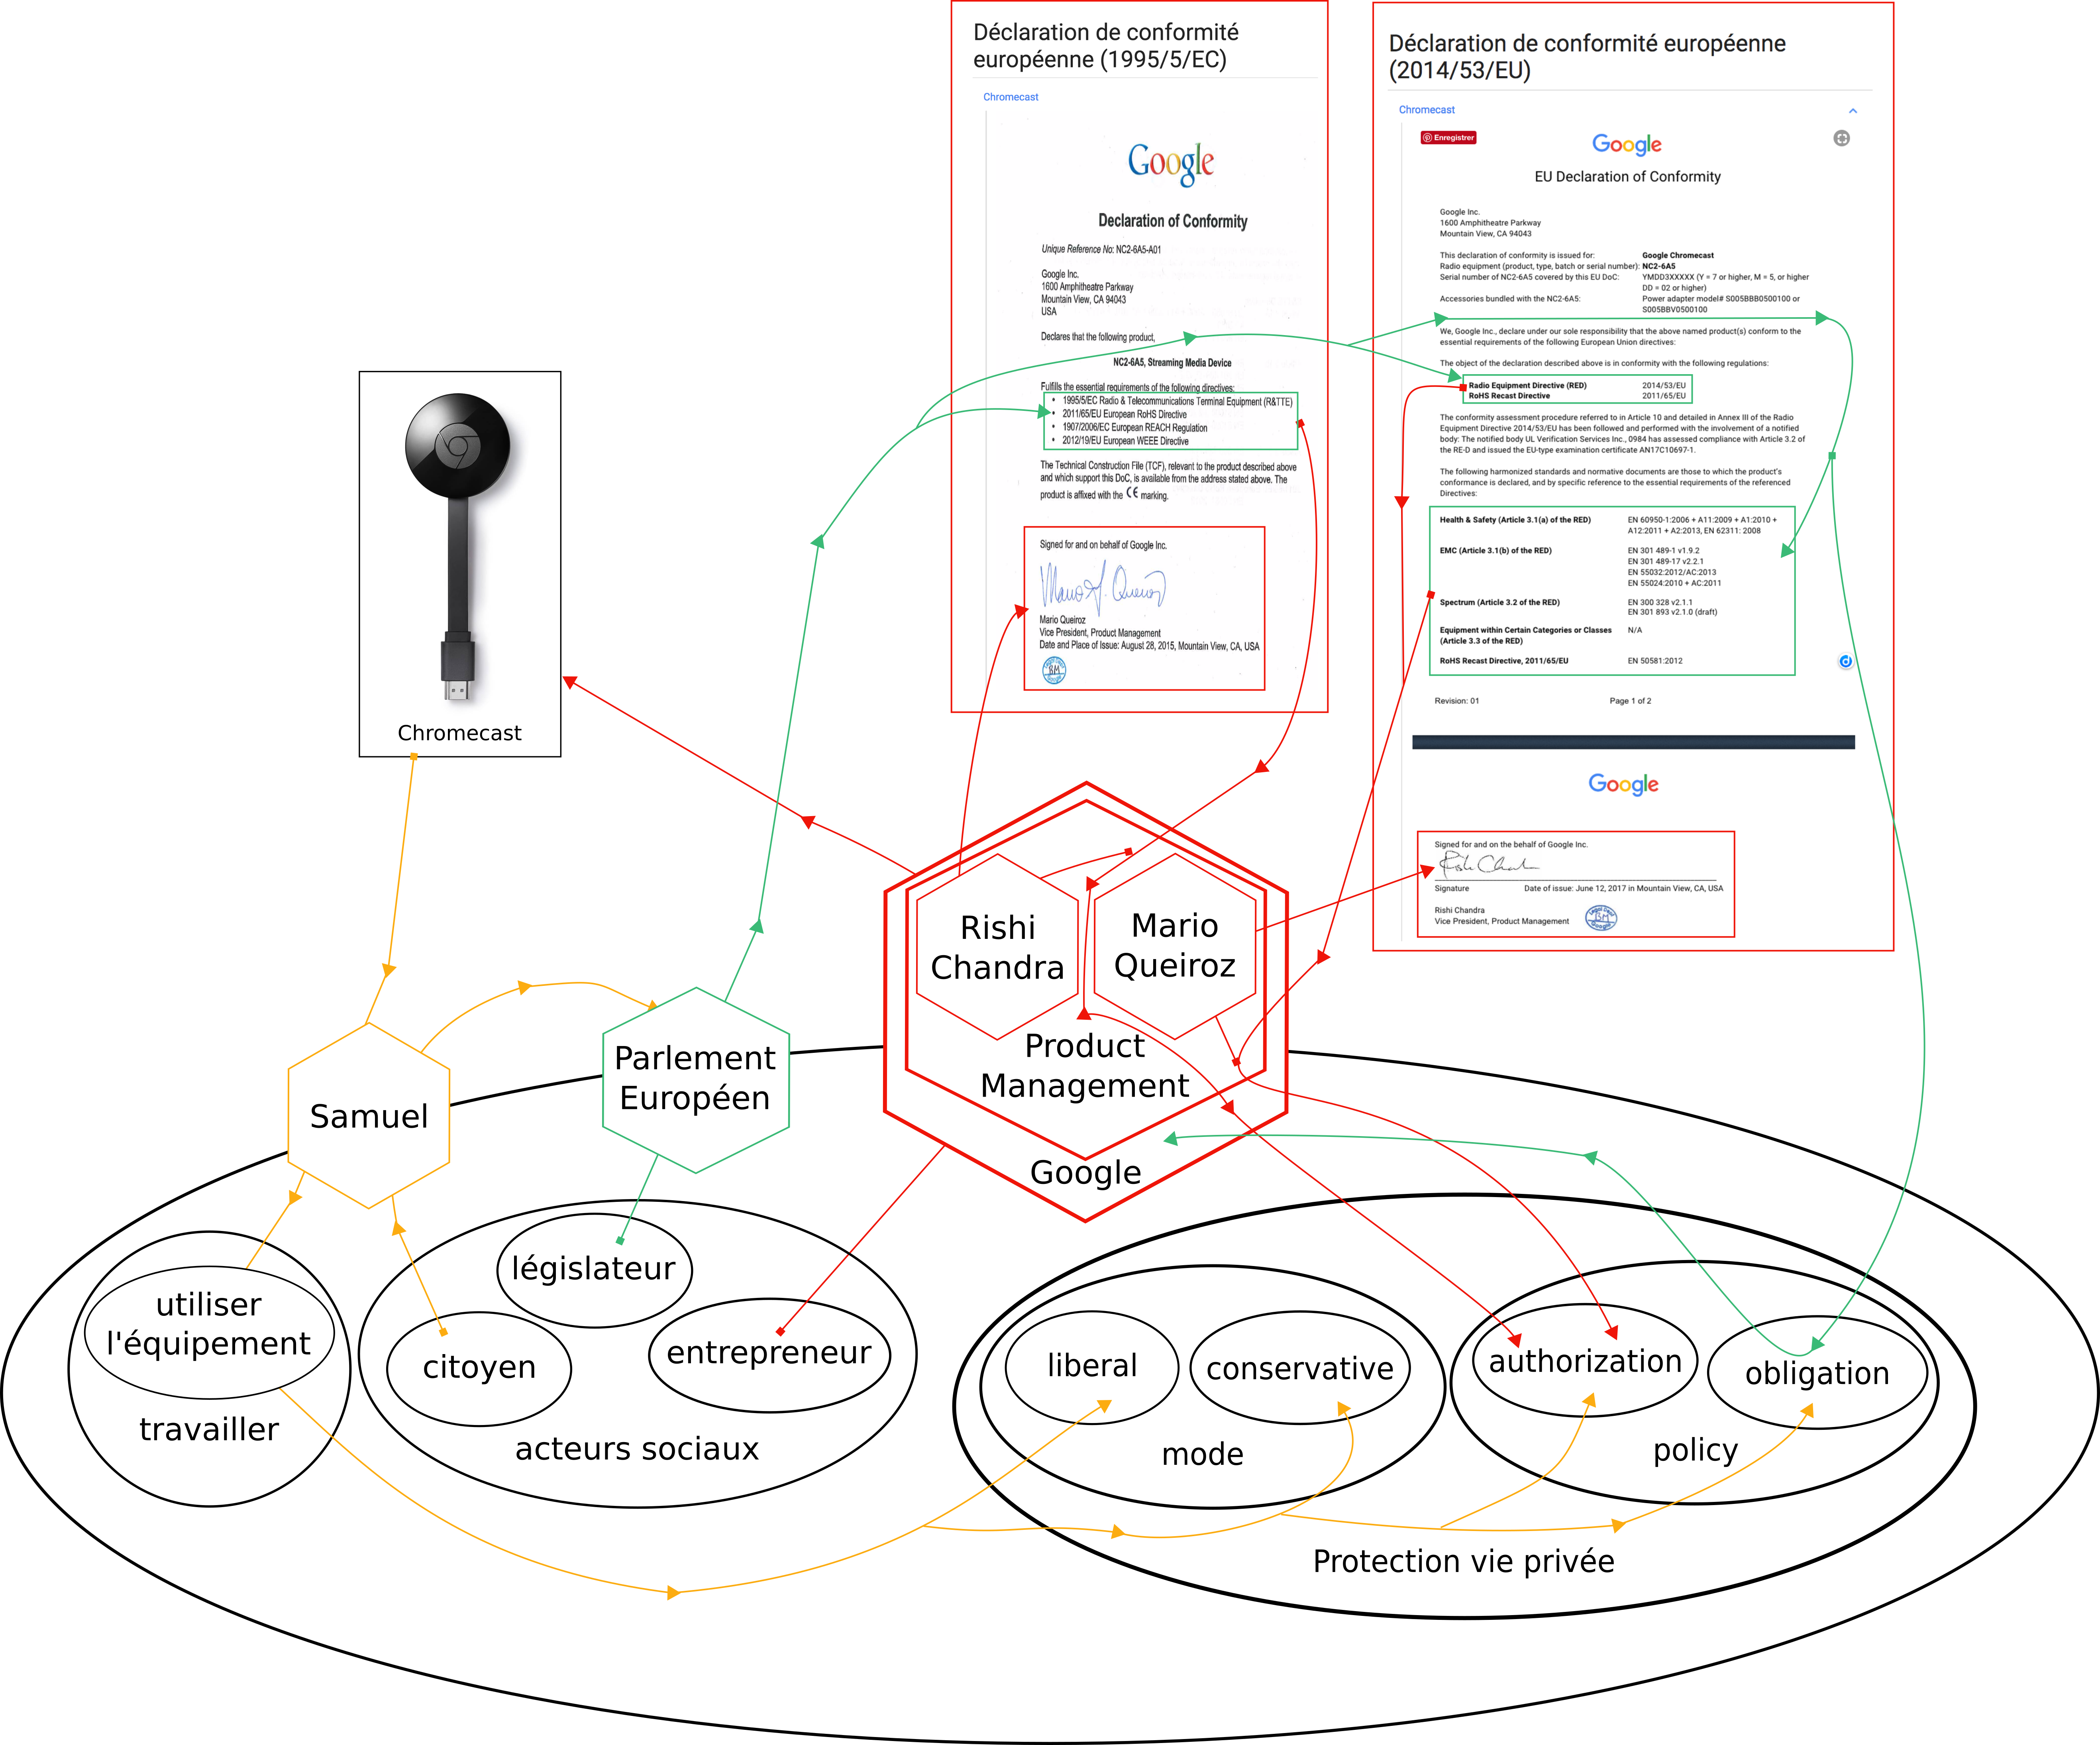 Déclaration de conformité
européenne (1995/5/EC)
Chromecast
Google
Declaration of Conformity
Unique Reference No: NC2-6A5-A01
Google Inc.
1600 Amphitheatre Parkway
Mountain View, CA 94043
USA
Declares that the following product,
NC2-6A5, Streaming Media Device
Fulfills the essential requirements of the following directives:
• 1995/5/EC Radio & Telecommunications Terminal Equipment (R&TTE)
• 2011/65/EU European RoHS Directive
• 1907/2006/EC European REACH Regulation
• 2012/19/EU European WEEE Directive
The Technical Construction File (TCF), relevant to the product described above
and which support this DoC, is available from the address stated above. The
product is affixed with the CE marking.
Signed for and on behalf of Google Inc.
Mario Queiroz
Mario Queiroz
Vice President, Product Management
Date and Place of Issue: August 28, 2015, Mountain View, CA, USA
Déclaration de conformité européenne
(2014/53/EU)
Chromecast
Enregistrer
Google
EU Declaration of Conformity
Google Inc.
1600 Amphitheatre Parkway
Mountain View, CA 94043
This declaration of conformity is issued for: Google Chromecast
Radio equipment (product, type, batch or serial number): NC2-6A5
Serial number of NC2-6A5 covered by this EU DoC: YMDD3XXXXX (Y = 7 or higher, M = 5, or higher
DD = 02 or higher)
Accessories bundled with the NC2-6A5: Power adapter model# S005BBB0500100 or
S005BBV0500100
We, Google Inc., declare under our sole responsibility that the above named product(s) conform to the
essential requirements of the following European Union directives:
The object of the declaration described above is in conformity with the following regulations:
Radio Equipment Directive (RED) 2014/53/EU
RoHS Recast Directive 2011/65/EU
The conformity assessment procedure referred to in Article 10 and detailed in Annex III of the Radio
Equipment Directive 2014/53/EU has been followed and performed with the involvement of a notified
body: The notified body UL Verification Services Inc., 0984 has assessed compliance with Article 3.2 of
the RE-D and issued the EU-type examination certificate AN17C10697-1.
The following harmonized standards and normative documents are those to which the product's
conformance is declared, and by specific reference to the essential requirements of the referenced
Directives:
Health & Safety (Article 3.1(a) of the RED) EN 60950-1:2006 + A11:2009 + A1:2010 +
A12:2011 + A2:2013, EN 62311: 2008
EMC (Article 3.1(b) of the RED) EN 301 489-1 v1.9.2
EN 301 489-17 v2.2.1
EN 55032:2012/AC:2013
EN 55024:2010 + AC:2011
Spectrum (Article 3.2 of the RED) EN 300 328 v2.1.1
EN 301 893 v2.1.0 (draft)
Equipment within Certain Categories or Classes N/A
(Article 3.3 of the RED)
RoHS Recast Directive, 2011/65/EU EN 50581:2012
Revision: 01 Page 1 of 2
Google
Signed for and on the behalf of Google Inc.
Signature Date of issue: June 12, 2017 in Mountain View, CA, USA
Rishi Chandra
Vice President, Product Management
Chromecast
Rishi
Chandra
Mario
Queiroz
Product
Management
Google
Parlement
Européen
Samuel
utiliser
l'équipement
travailler
législateur
citoyen
entrepreneur
acteurs sociaux
liberal
conservative
mode
authorization
obligation
policy
Protection vie privée